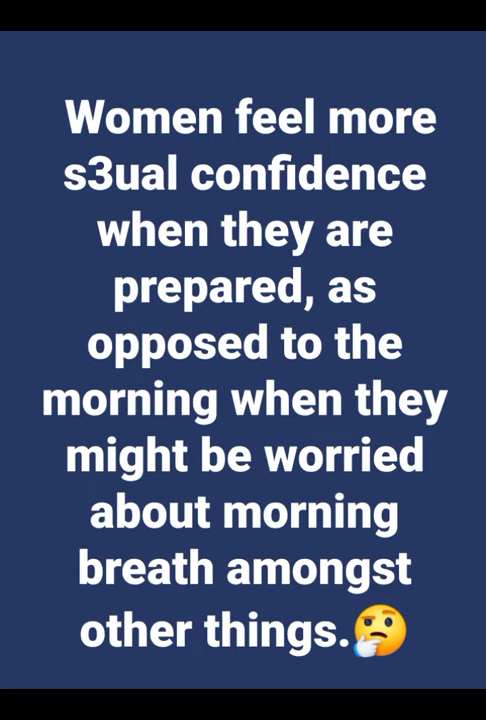 Women feel more
s3ual confidence
when they are
prepared, as
opposed to the
morning when they
might be worried
about morning
breath amongst
other things.🤔